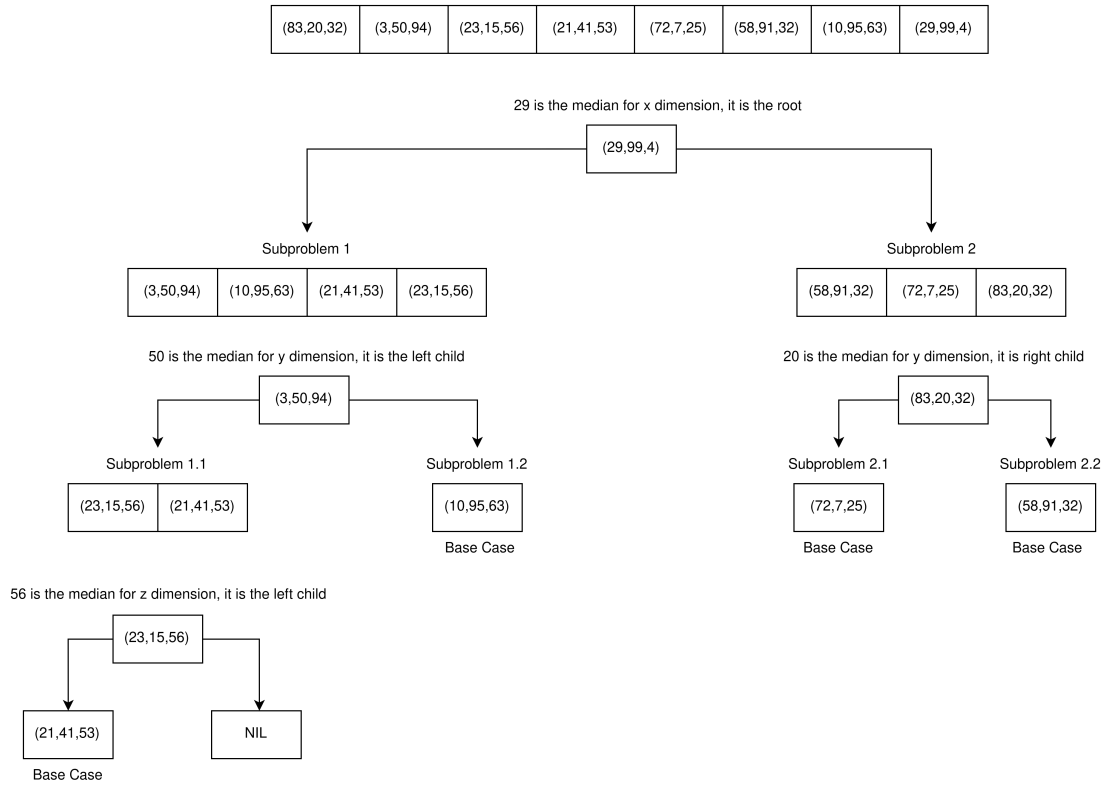 (83,20,32) (3,50,94) (23,15,56) (21,41,53) (72,7,25) (58,91,32) (10,95,63) (29,99,4)
29 is the median for x dimension, it is the root
(29,99,4)
Subproblem 1
Subproblem 2
(3,50,94) (10,95,63) (21,41,53) (23,15,56)
(58,91,32) (72,7,25) (83,20,32)
50 is the median for y dimension, it is the left child
20 is the median for y dimension, it is right child
(3,50,94)
(83,20,32)
Subproblem 1.1
Subproblem 1.2
Subproblem 2.1
Subproblem 2.2
(23,15,56) (21,41,53)
(10,95,63)
(72,7,25)
(58,91,32)
Base Case
Base Case
Base Case
56 is the median for z dimension, it is the left child
(23,15,56)
(21,41,53)
NIL
Base Case